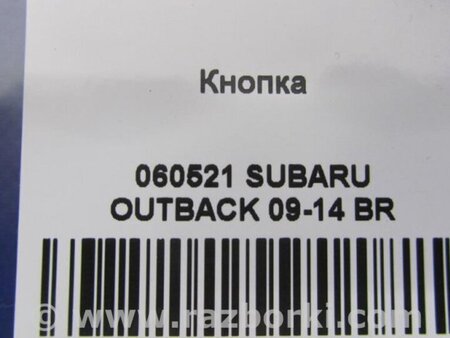 Кнопка
060521 SUBARU
OUTBACK 09-14 BR
© www.razborki.com